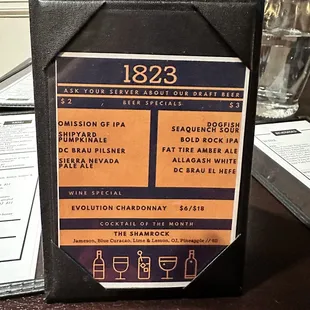 1823
ASK YOUR SERVER ABOUT OUR DRAFT BEER
$2 BEER SPECIALS $3
OMISSION GF IPA
SHIPYARD
PUMPKINALE
DC BRAU PILSNER
SIERRA NEVADA
PALE ALE
DOGFISH
SEAQUENCH SOUR
BOLD ROCK IPA
FAT TIRE AMBER ALE
ALLAGASH WHITE
DC BRAU EL HEFE
WINE SPECIAL
EVOLUTION CHARDONNAY $6/$18
COCKTAIL OF THE MONTH
THE SHAMROCK
Jameson, Blue Curacao, Lime & Lemon, OJ, Pineapple //